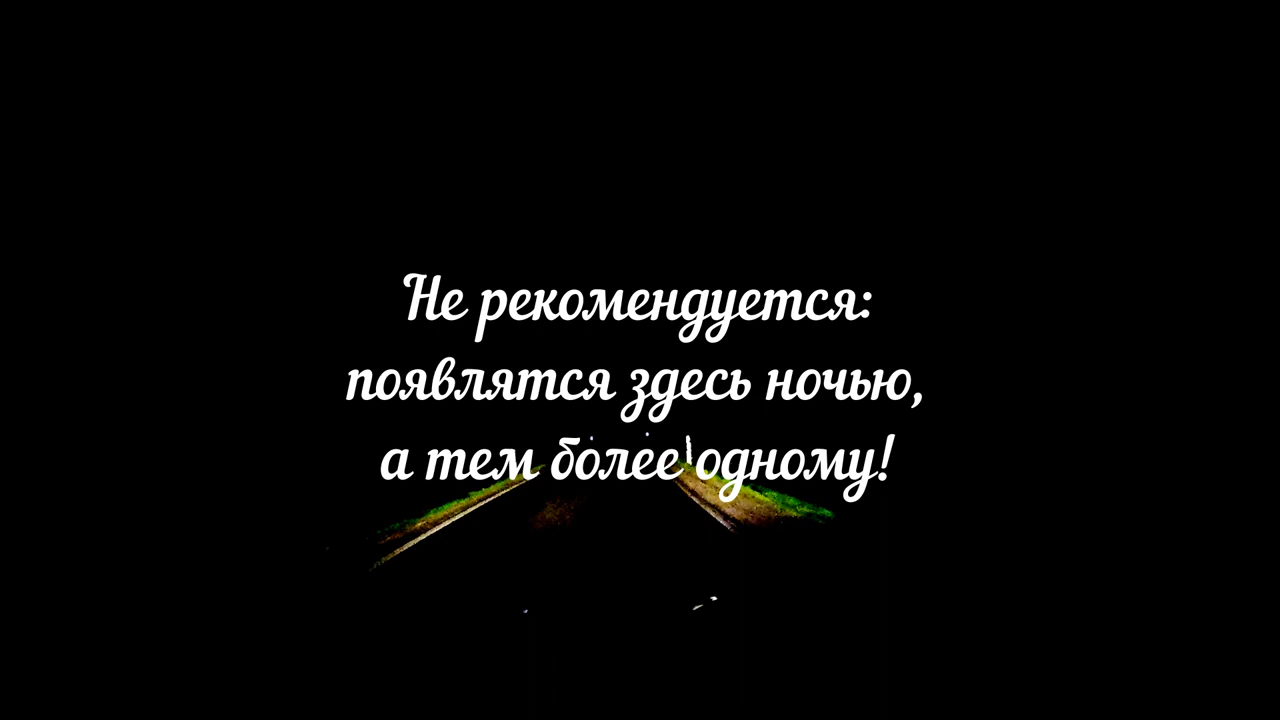 Не рекомендуется:
появлятся здесь ночью,
а тем более одному!